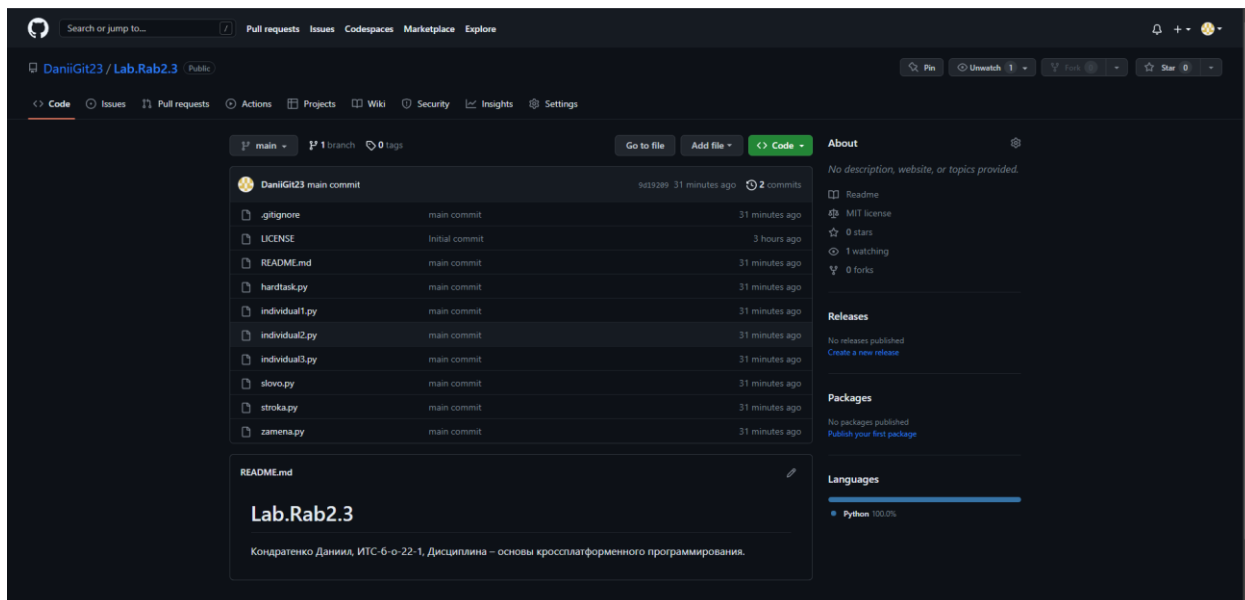 Search or jump to... / Pull requests Issues Codespaces Marketplace Explore
DaniiGit23 / Lab.Rab2.3 Public Pin Unwatch 1 Fork 0 Star 0
<> Code Issues Pull requests Actions Projects Wiki Security Insights Settings
main 1 branch 0 tags Go to file Add file <> Code
DaniiGit23 main commit 9d19289 31 minutes ago 2 commits
.gitignore main commit 31 minutes ago
LICENSE Initial commit 3 hours ago
README.md main commit 31 minutes ago
hardtask.py main commit 31 minutes ago
individual1.py main commit 31 minutes ago
individual2.py main commit 31 minutes ago
individual3.py main commit 31 minutes ago
slovo.py main commit 31 minutes ago
stroka.py main commit 31 minutes ago
zamena.py main commit 31 minutes ago
README.md
Lab.Rab2.3
Кондратенко Даниил, ИТС-б-о-22-1, Дисциплина – основы кроссплатформенного программирования.
About
No description, website, or topics provided.
Readme
MIT license
0 stars
1 watching
0 forks
Releases
No releases published
Create a new release
Packages
No packages published
Publish your first package
Languages
Python 100.0%